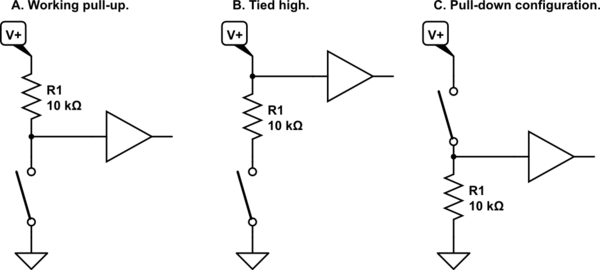 A. Working pull-up.
B. Tied high.
C. Pull-down configuration.
V+
V+
V+
R1
10 kΩ
R1
10 kΩ
R1
10 kΩ